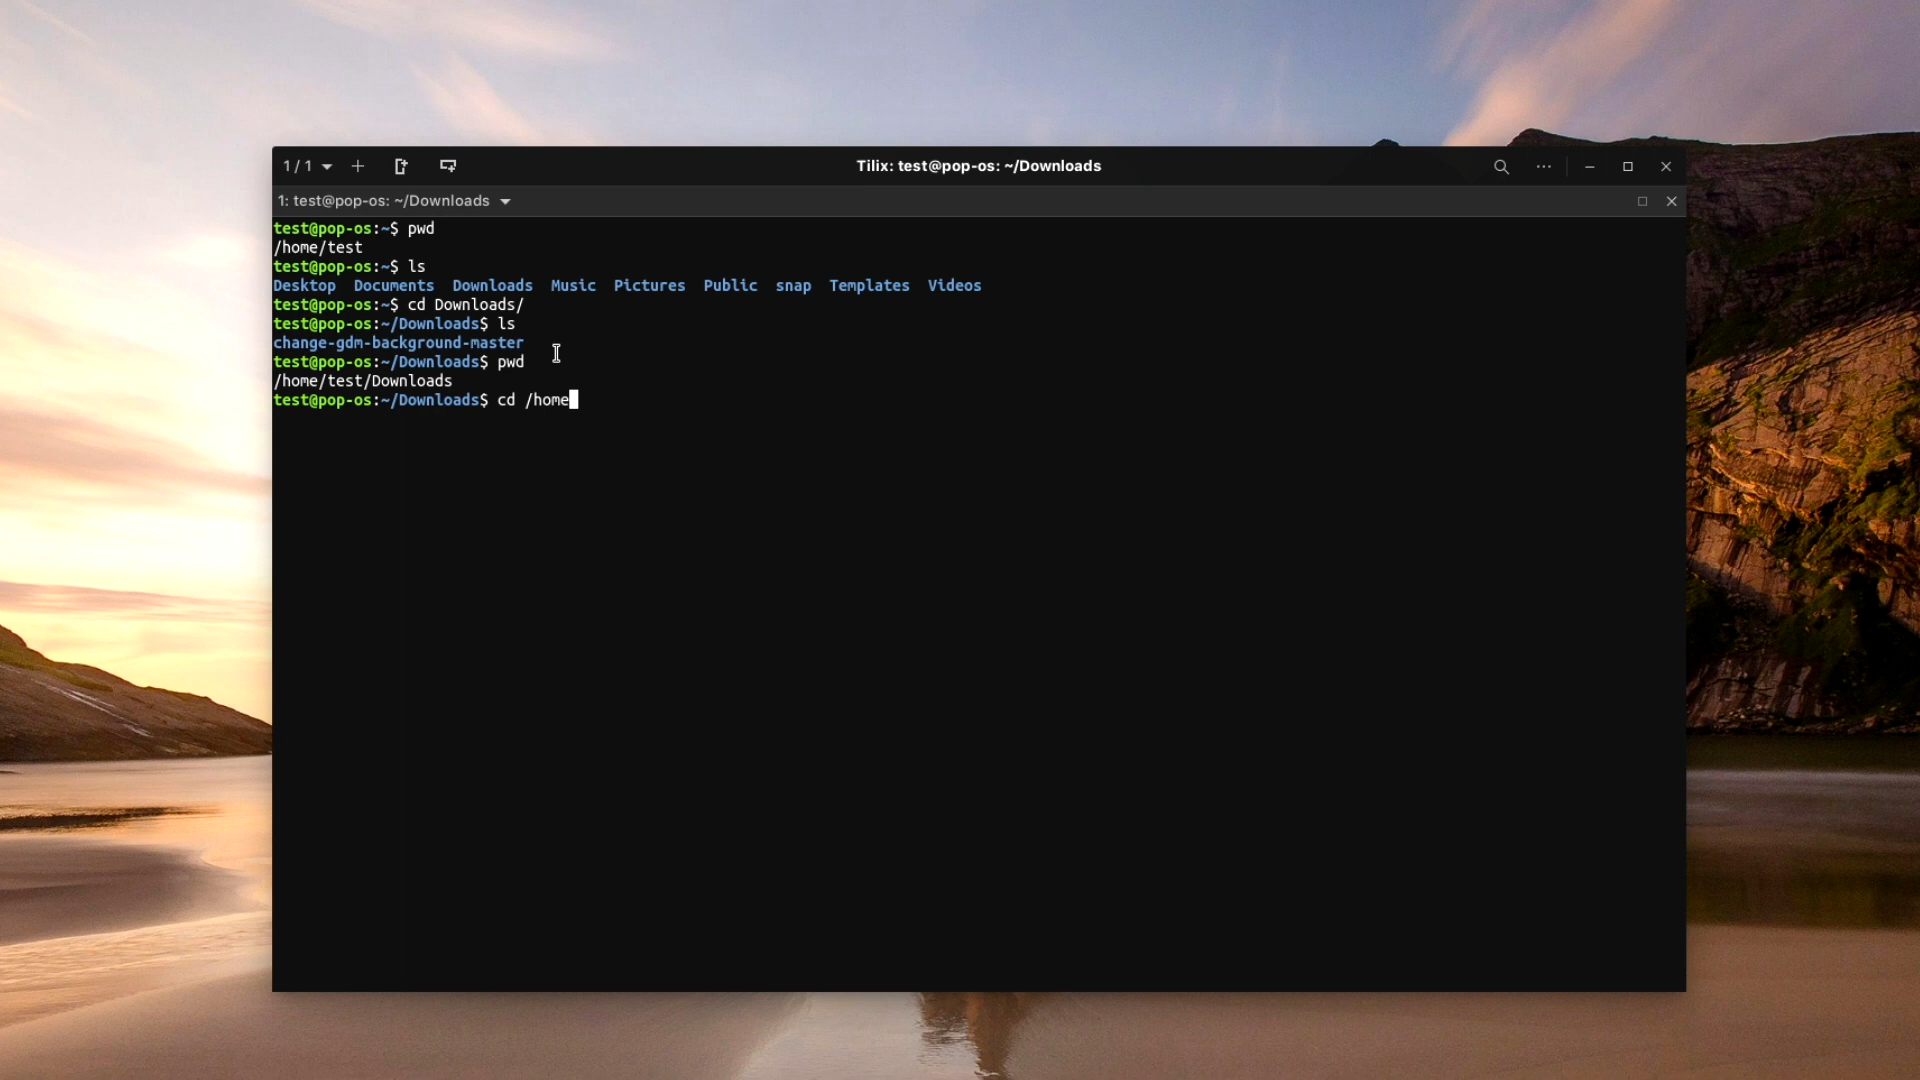 1 / 1
Tilix: test@pop-os: ~/Downloads
1: test@pop-os: ~/Downloads
test@pop-os:~$ pwd
/home/test
test@pop-os:~$ ls
Desktop  Documents  Downloads  Music  Pictures  Public  snap  Templates  Videos
test@pop-os:~$ cd Downloads/
test@pop-os:~/Downloads$ ls
change-gdm-background-master
test@pop-os:~/Downloads$ pwd
/home/test/Downloads
test@pop-os:~/Downloads$ cd /home